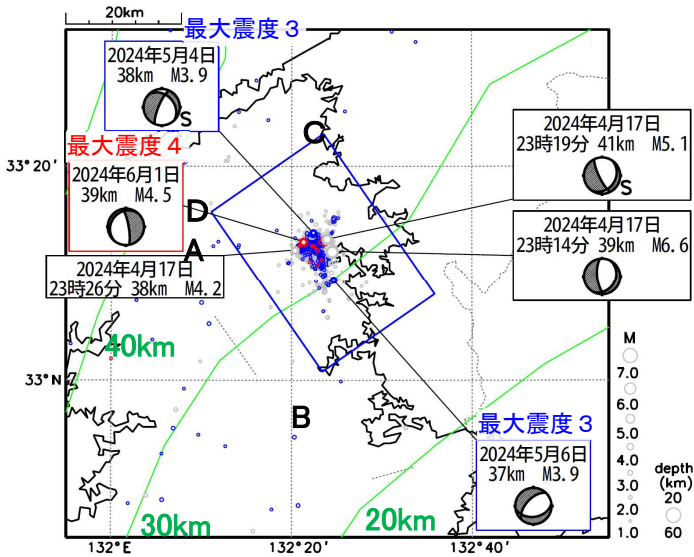 20km
最大震度３
2024年5月4日
38km M3.9
S
最大震度４
2024年6月1日
39km M4.5
2024年4月17日
23時26分 38km M4.2
2024年4月17日
23時19分 41km M5.1
S
2024年4月17日
23時14分 39km M6.6
最大震度３
2024年5月6日
37km M3.9
C
D
A
B
33°20′
33°N
40km
30km
20km
132°E
132°20′
132°40′
M
7.0
6.0
5.0
4.0
3.0
2.0
1.0
depth
(km)
20
60